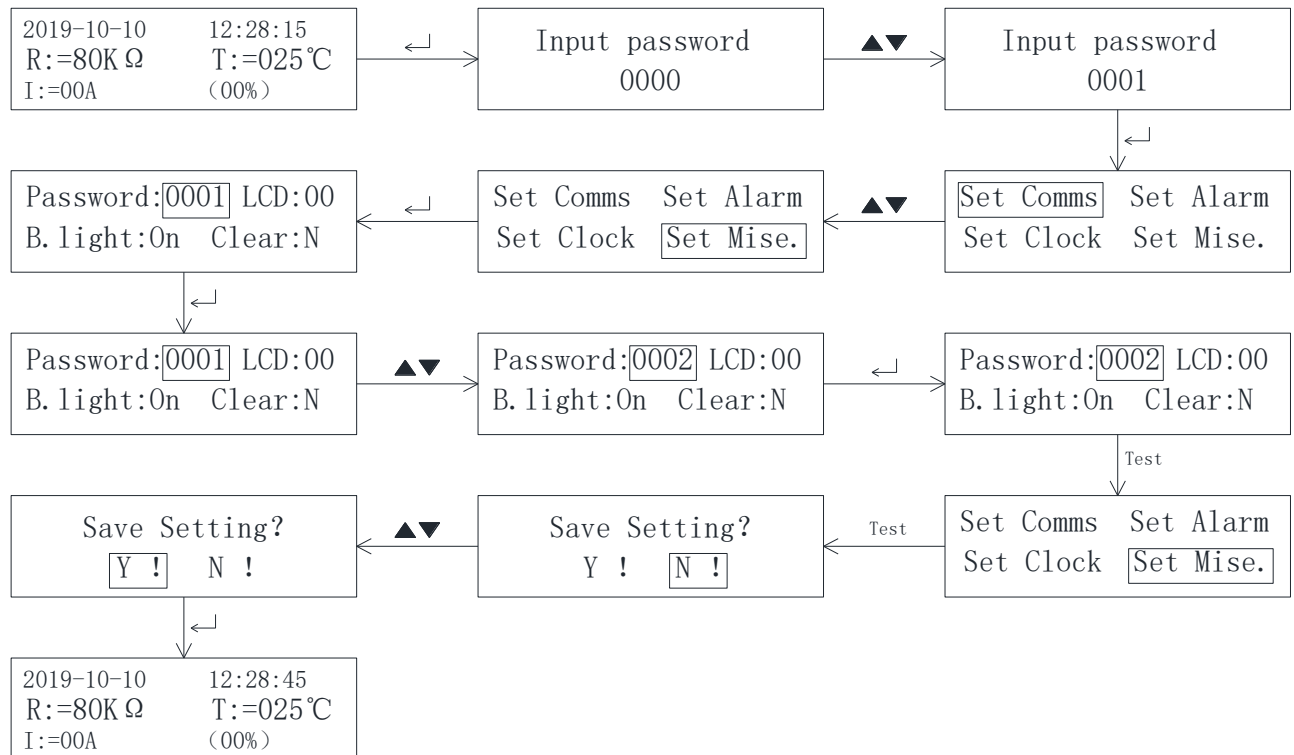 2019-10-10 12:28:15
R:=80KΩ T:=025℃
I:=00A (00%)
Input password
0000
Input password
0001
Password:0001 LCD:00
B.light:On Clear:N
Set Comms Set Alarm
Set Clock Set Mise.
Set Comms Set Alarm
Set Clock Set Mise.
Password:0001 LCD:00
B.light:On Clear:N
Password:0002 LCD:00
B.light:On Clear:N
Password:0002 LCD:00
B.light:On Clear:N
Test
Save Setting?
Y ! N !
Save Setting?
Y ! N !
Test
Set Comms Set Alarm
Set Clock Set Mise.
2019-10-10 12:28:45
R:=80KΩ T:=025℃
I:=00A (00%)